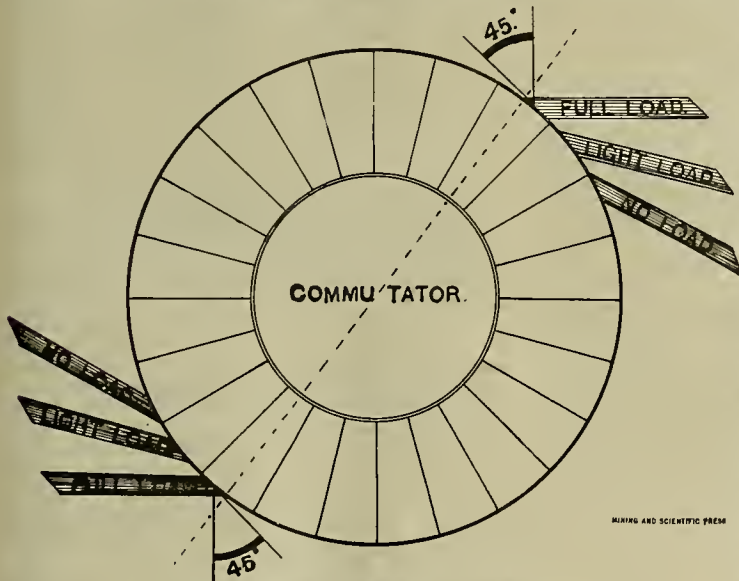 45.°
FULL LOAD.
LIGHT LOAD.
NO LOAD.
COMMUTATOR.
45°
MINING AND SCIENTIFIC PRESS